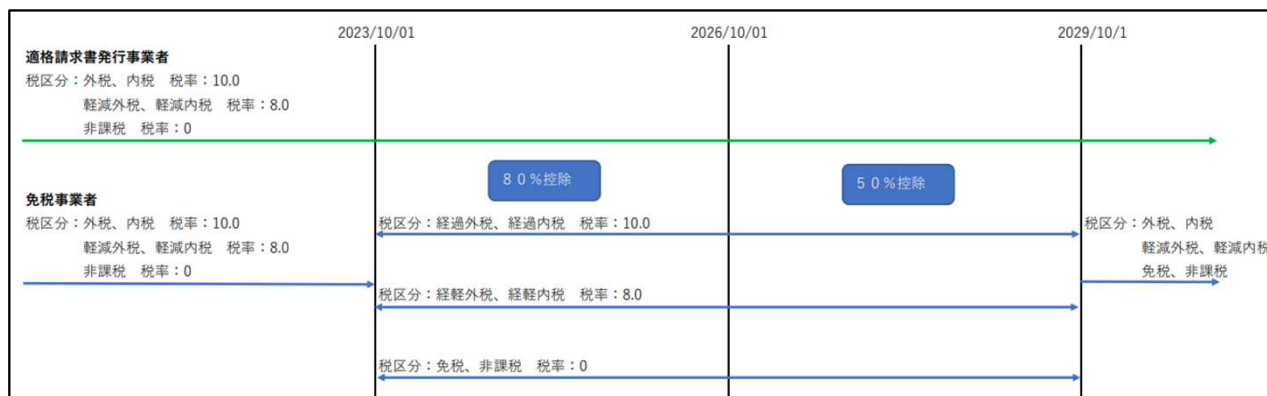 2023/10/01 2026/10/01 2029/10/1
適格請求書発行事業者
税区分：外税、内税　税率：10.0
軽減外税、軽減内税　税率：8.0
非課税　税率：0
８０%控除 ５０%控除
免税事業者
税区分：外税、内税　税率：10.0
軽減外税、軽減内税　税率：8.0
非課税　税率：0
税区分：経過外税、経過内税　税率：10.0
税区分：経軽外税、経軽内税　税率：8.0
税区分：免税、非課税　税率：0
税区分：外税、内税
軽減外税、軽減内税
免税、非課税